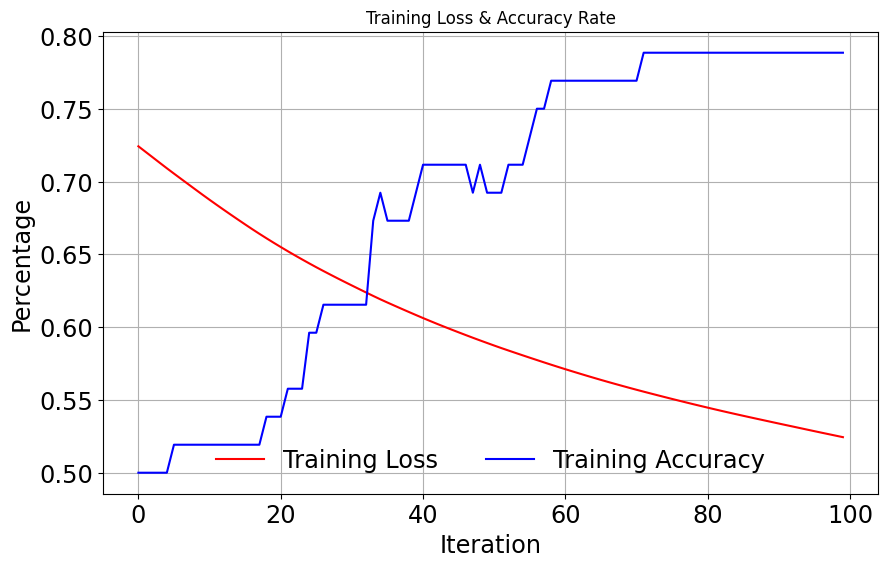 Training Loss & Accuracy Rate
0.80
0.75
0.70
0.65
0.60
0.55
0.50
Percentage
Training Loss
Training Accuracy
0 20 40 60 80 100
Iteration